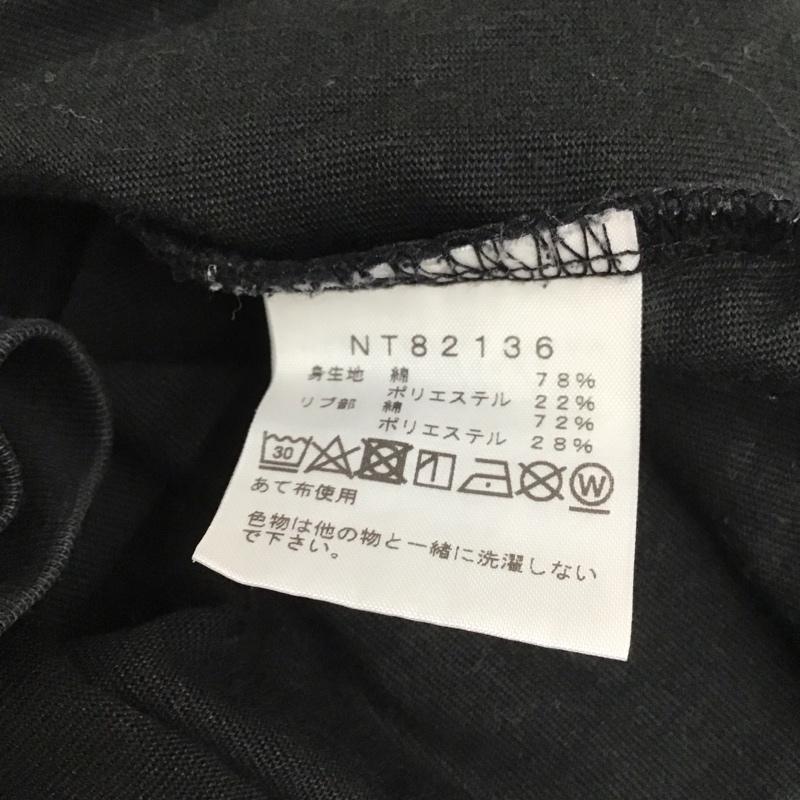 NT82136
身生地 綿 78%
ポリエステル 22%
リブ部 綿 72%
ポリエステル 28%
30 W
あて布使用
色物は他の物と一緒に洗濯しない
で下さい。